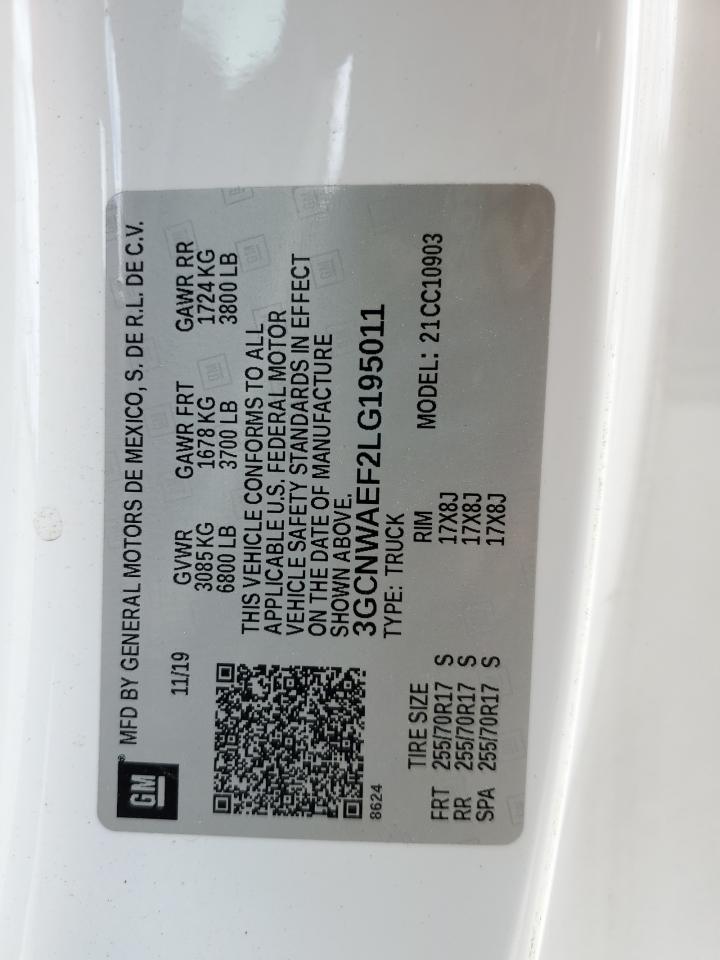 GM
MFD BY GENERAL MOTORS DE MEXICO, S. DE R.L. DE C.V.
11/19
GVWR GAWR FRT GAWR RR
3085 KG 1678 KG 1724 KG
6800 LB 3700 LB 3800 LB
THIS VEHICLE CONFORMS TO ALL
APPLICABLE U.S. FEDERAL MOTOR
VEHICLE SAFETY STANDARDS IN EFFECT
ON THE DATE OF MANUFACTURE
SHOWN ABOVE.
3GCNWAEF2LG195011
8624
TYPE: TRUCK MODEL: 21CC10903
TIRE SIZE RIM
FRT 255/70R17 S 17X8J
RR 255/70R17 S 17X8J
SPA 255/70R17 S 17X8J